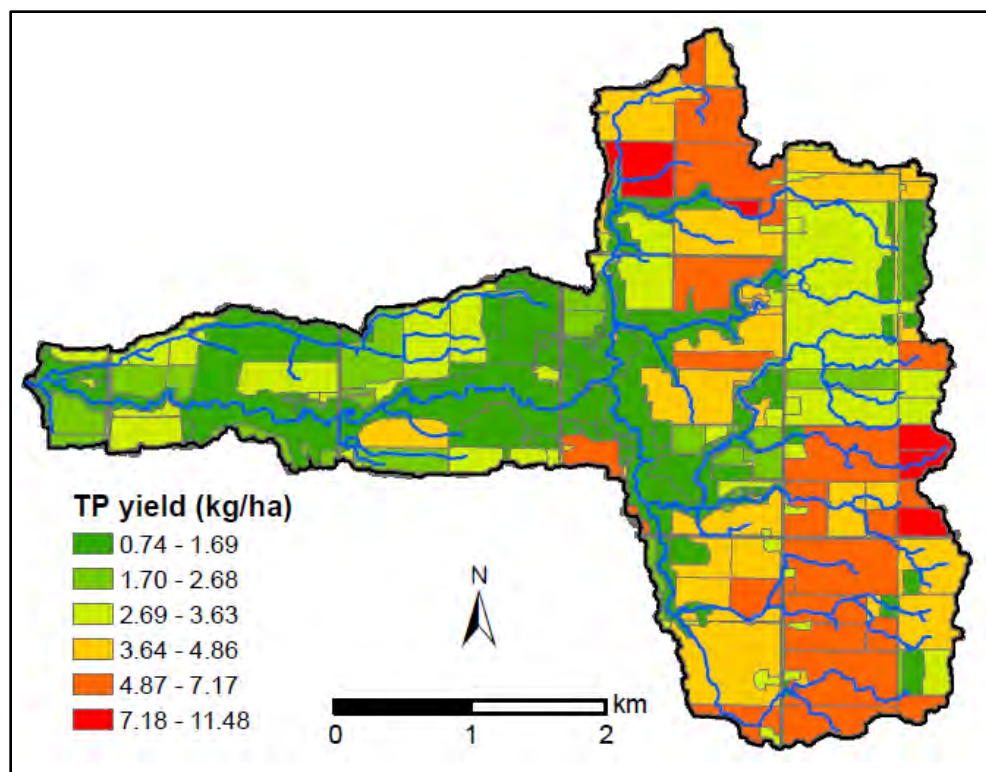 TP yield (kg/ha)
0.74 - 1.69
1.70 - 2.68
2.69 - 3.63
3.64 - 4.86
4.87 - 7.17
7.18 - 11.48
N
km
0 1 2